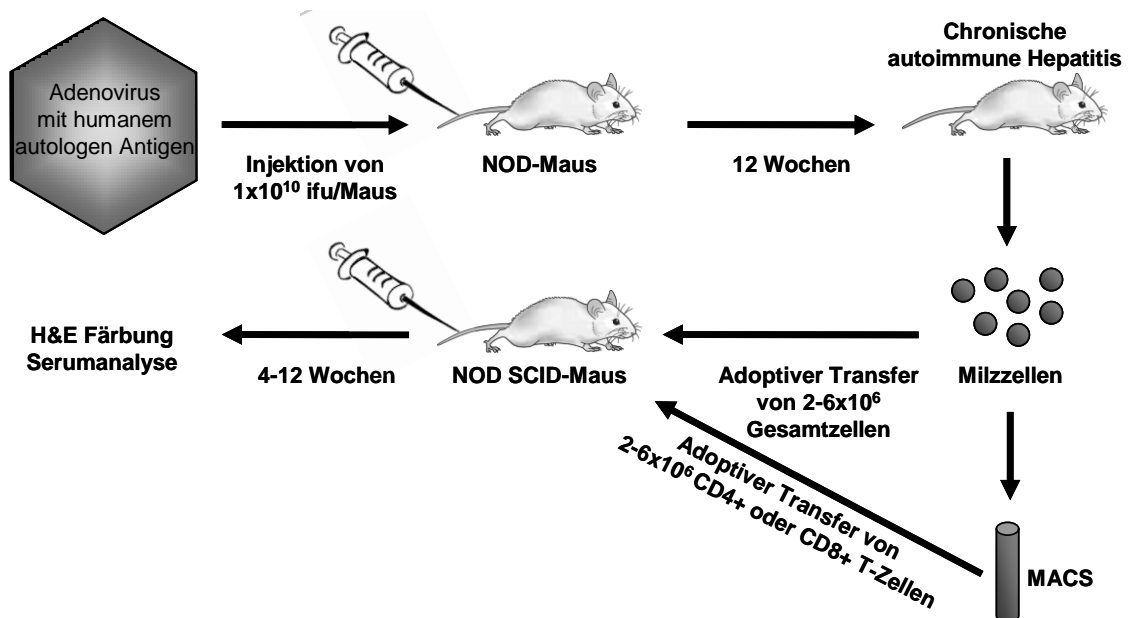 Adenovirus
mit humanem
autologen Antigen
Injektion von
1x10¹⁰ ifu/Maus
NOD-Maus
12 Wochen
Chronische
autoimmune Hepatitis
H&E Färbung
Serumanalyse
4-12 Wochen
NOD SCID-Maus
Adoptiver Transfer
von 2-6x10⁶
Gesamtzellen
Milzzellen
Adoptiver Transfer von
2-6x10⁶ CD4+ oder CD8+ T-Zellen
MACS